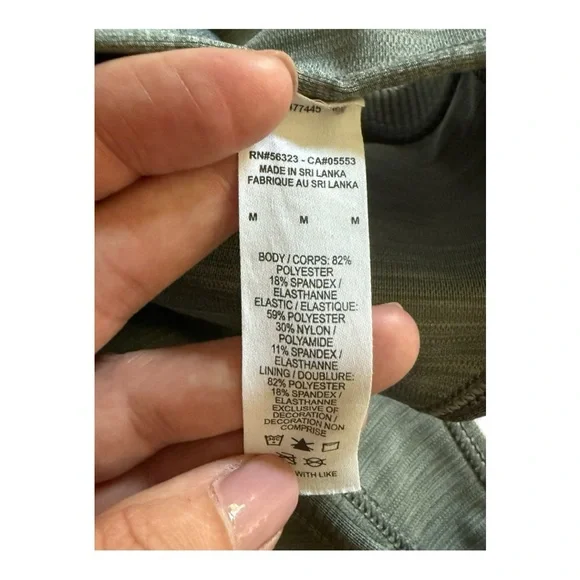 77445
RN#56323 - CA#05553
MADE IN SRI LANKA
FABRIQUE AU SRI LANKA
M M M
BODY / CORPS: 82%
POLYESTER
18% SPANDEX /
ELASTHANNE
ELASTIC / ELASTIQUE:
59% POLYESTER
30% NYLON /
POLYAMIDE
11% SPANDEX /
ELASTHANNE
LINING / DOUBLURE:
82% POLYESTER
18% SPANDEX /
ELASTHANNE
EXCLUSIVE OF
DECORATION /
DECORATION NON
COMPRISE
WITH LIKE